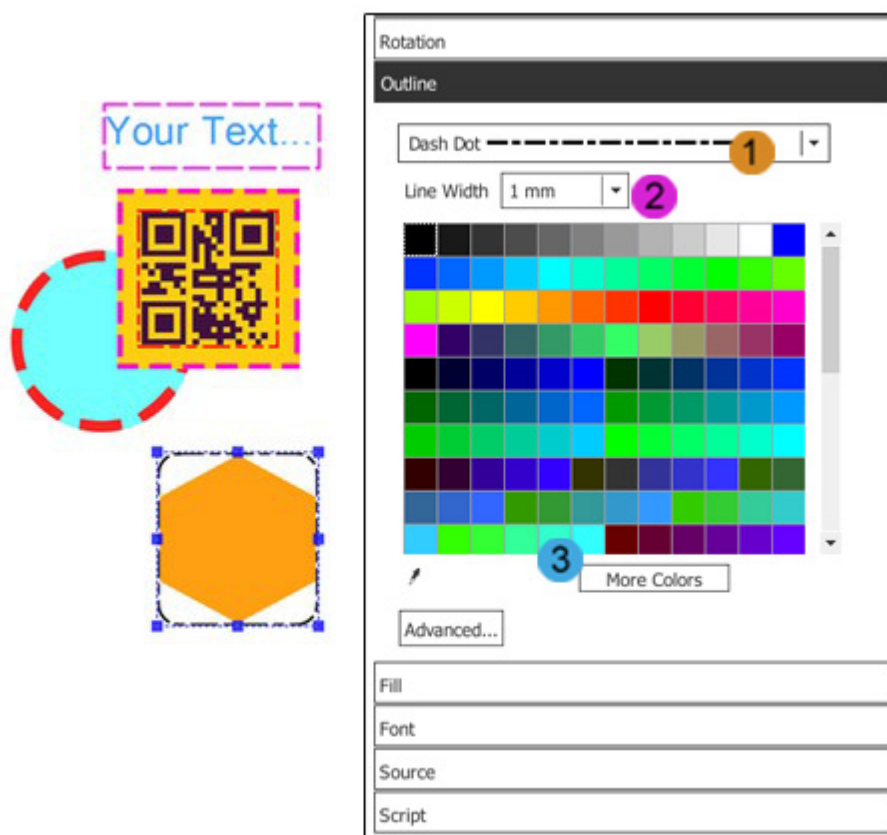 Your Text...
Rotation
Outline
Dash Dot
1
Line Width 1 mm
2
3
More Colors
Advanced...
Fill
Font
Source
Script